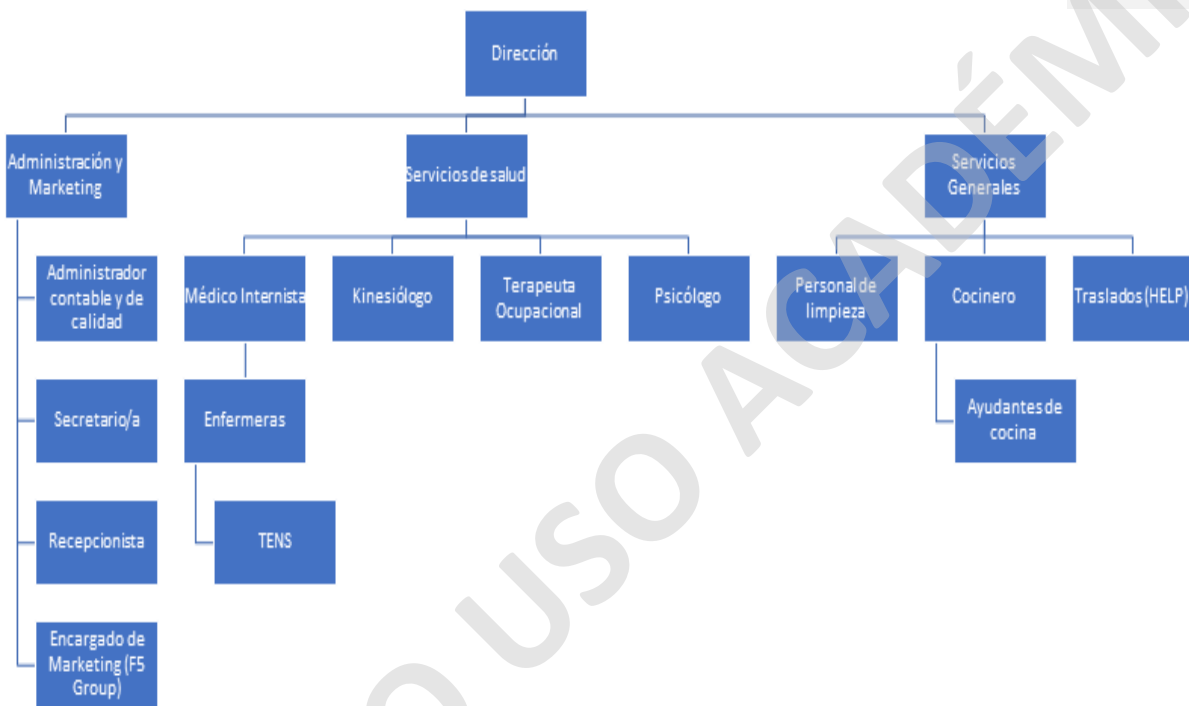 Dirección
Administración y
Marketing
Servicios de salud
Servicios
Generales
Administrador
contable y de
calidad
Médico Internista
Kinesiólogo
Terapeuta
Ocupacional
Psicólogo
Personal de
limpieza
Cocinero
Traslados (HELP)
Secretario/a
Enfermeras
Ayudantes de
cocina
Recepcionista
TENS
Encargado de
Marketing (F5
Group)
USO ACADÉM